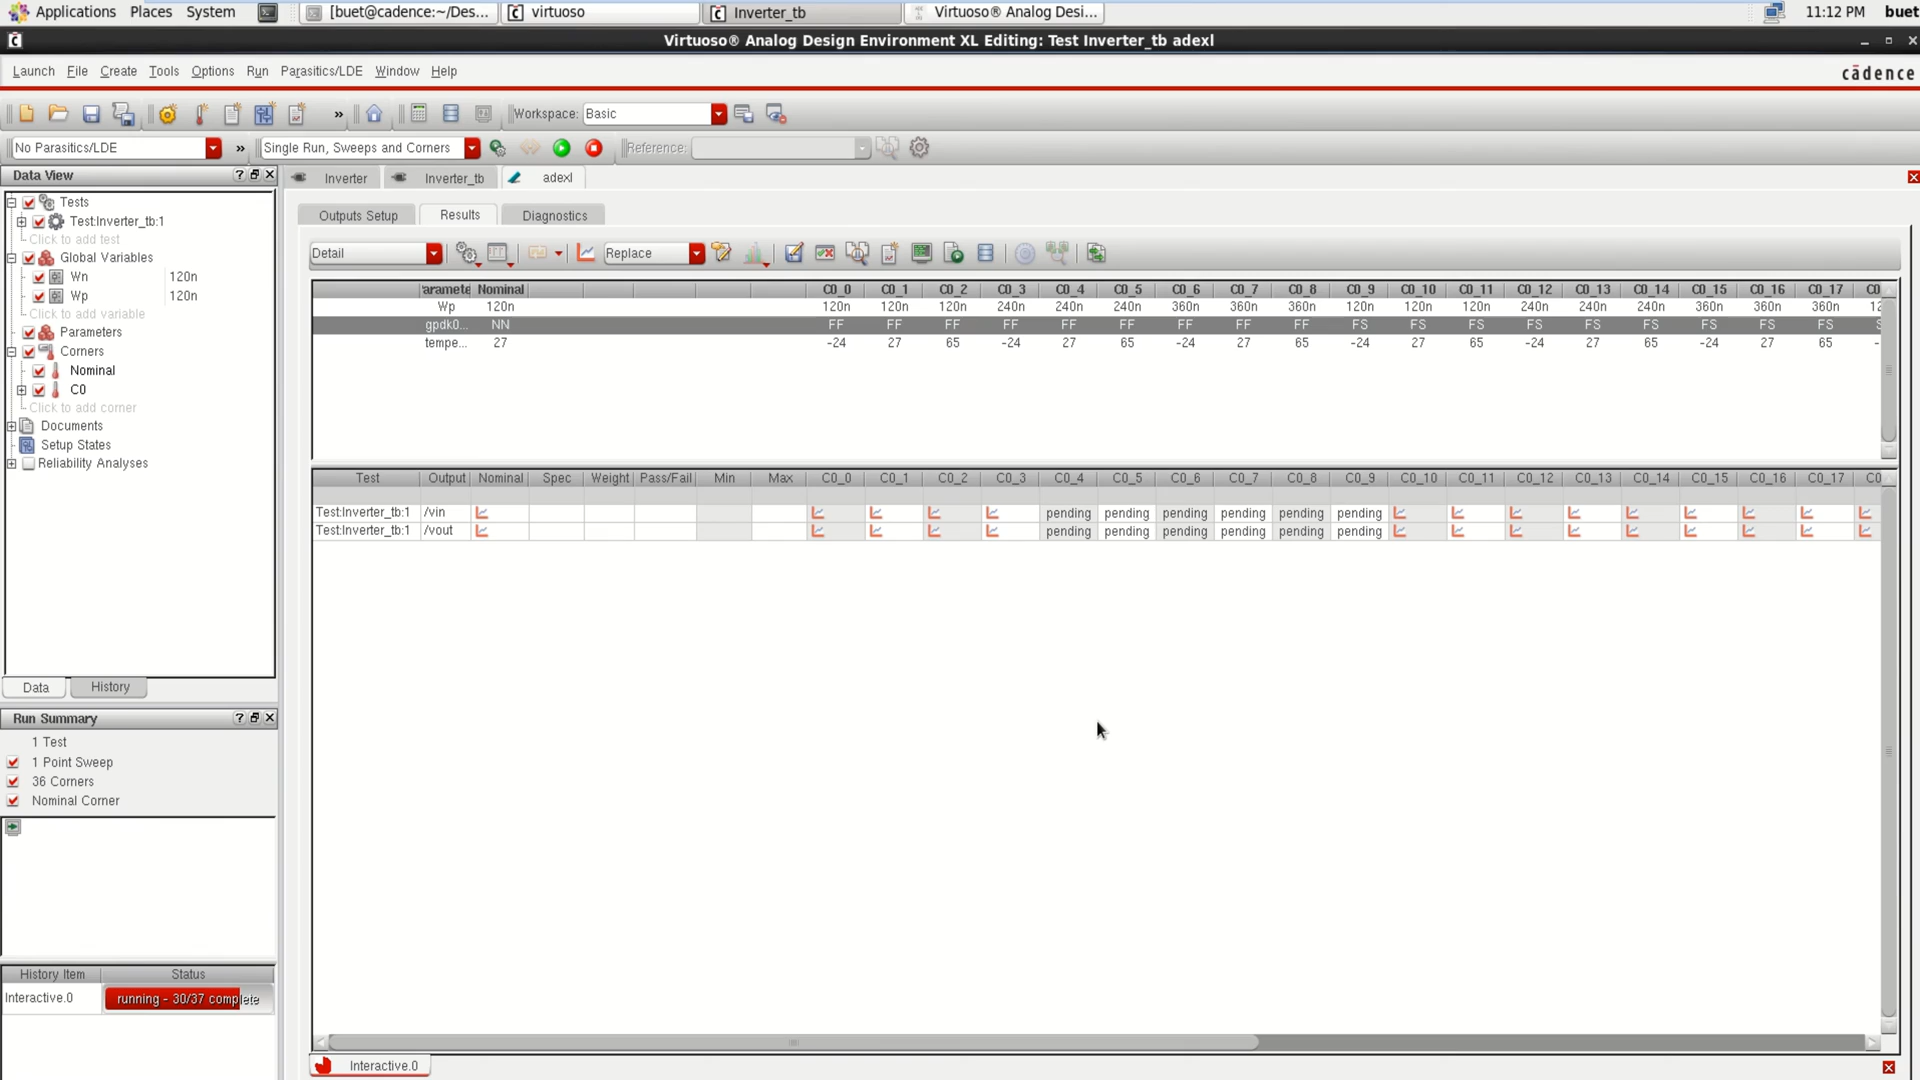 Applications Places System [buet@cadence:~/Des... virtuoso Inverter_tb Virtuoso® Analog Desi... 11:12 PM buet
Virtuoso® Analog Design Environment XL Editing: Test Inverter_tb adexl
Launch File Create Tools Options Run Parasitics/LDE Window Help cādence
» Workspace: Basic
No Parasitics/LDE » Single Run, Sweeps and Corners Reference:
Data View ?
Inverter Inverter_tb adexl
Tests
Test:Inverter_tb:1
Click to add test
Global Variables
Wn 120n
Wp 120n
Click to add variable
Parameters
Corners
Nominal
C0
Click to add corner
Documents
Setup States
Reliability Analyses
Data History
Run Summary ?
1 Test
1 Point Sweep
36 Corners
Nominal Corner
History Item Status
Interactive.0 running - 30/37 complete
Outputs Setup Results Diagnostics
Detail Replace
'aramete Nominal C0_0 C0_1 C0_2 C0_3 C0_4 C0_5 C0_6 C0_7 C0_8 C0_9 C0_10 C0_11 C0_12 C0_13 C0_14 C0_15 C0_16 C0_17 C0
Wp 120n 120n 120n 120n 240n 240n 240n 360n 360n 360n 120n 120n 120n 240n 240n 240n 360n 360n 360n 12
gpdk0... NN FF FF FF FF FF FF FF FF FF FS FS FS FS FS FS FS FS FS S
tempe... 27 -24 27 65 -24 27 65 -24 27 65 -24 27 65 -24 27 65 -24 27 65 -
Test Output Nominal Spec Weight Pass/Fail Min Max C0_0 C0_1 C0_2 C0_3 C0_4 C0_5 C0_6 C0_7 C0_8 C0_9 C0_10 C0_11 C0_12 C0_13 C0_14 C0_15 C0_16 C0_17 C0
Test:Inverter_tb:1 /vin pending pending pending pending pending pending
Test:Inverter_tb:1 /vout pending pending pending pending pending pending
Interactive.0